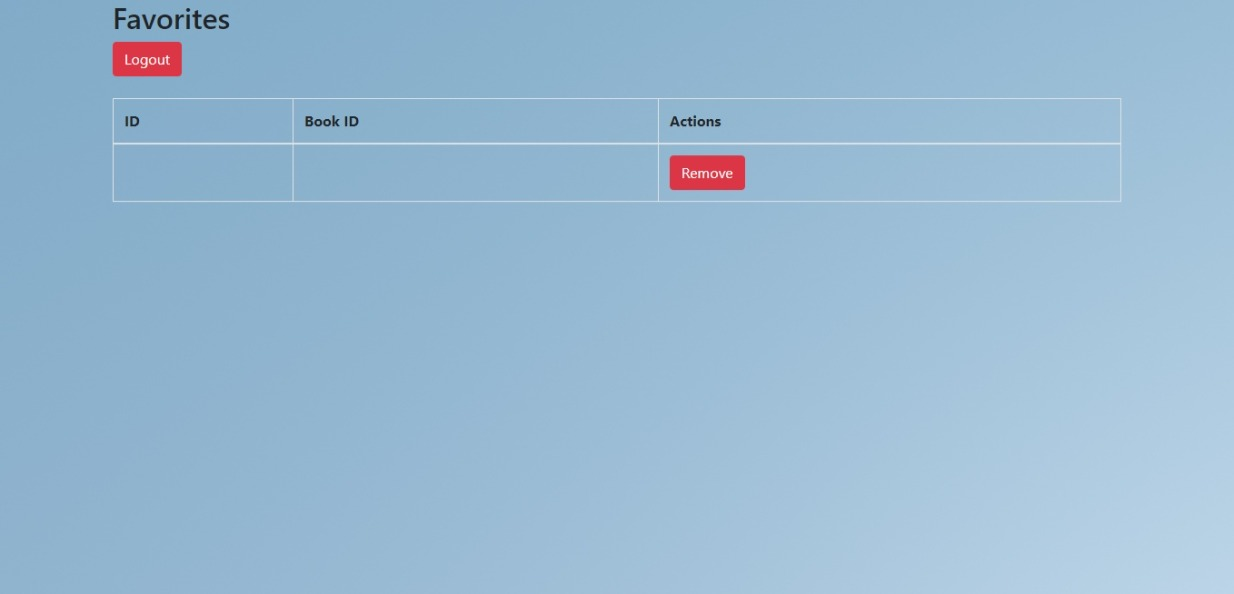 Favorites
Logout
ID Book ID Actions
Remove